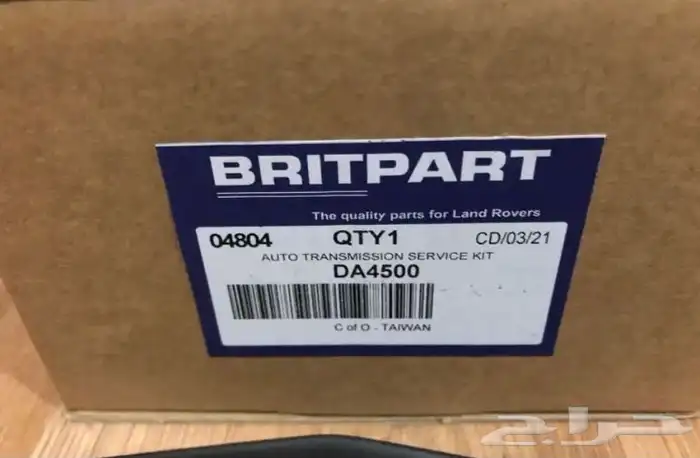 BRITPART
The quality parts for Land Rovers
04804 QTY1 CD/03/21
AUTO TRANSMISSION SERVICE KIT
DA4500
C of O - TAIWAN
حراج